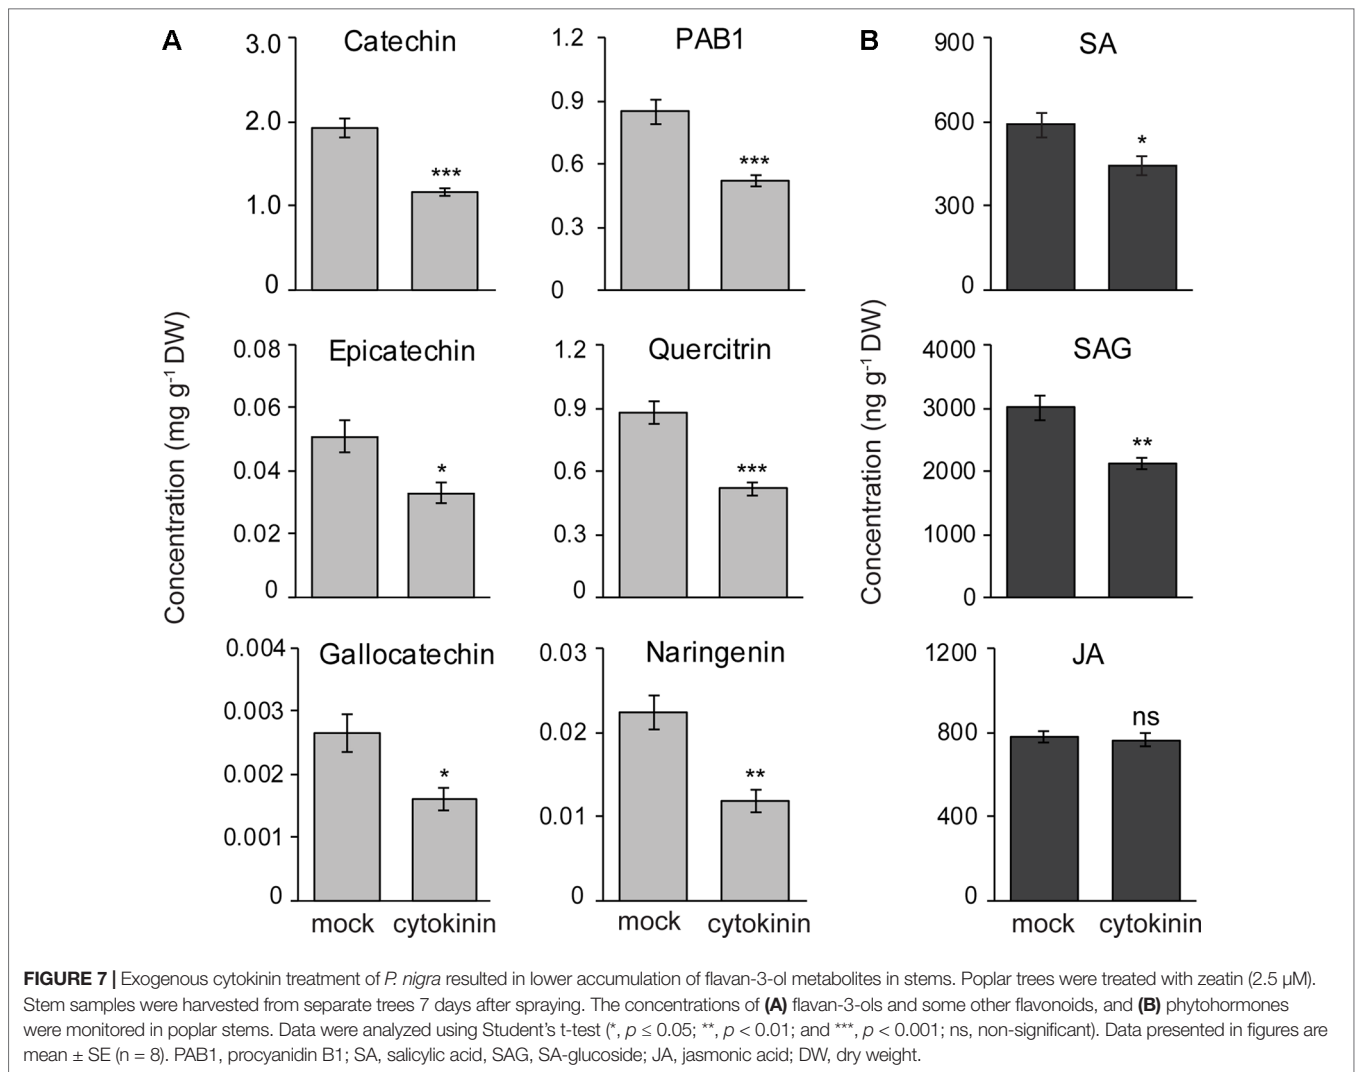 A
Concentration (mg g⁻¹ DW)
Catechin
3.0
2.0
1.0
0
***
PAB1
1.2
0.9
0.6
0.3
0
***
Epicatechin
0.08
0.06
0.04
0.02
0
*
Quercitrin
1.2
0.9
0.6
0.3
0
***
Gallocatechin
0.004
0.003
0.002
0.001
0
*
mock cytokinin
Naringenin
0.03
0.02
0.01
0
**
mock cytokinin
B
Concentration (ng g⁻¹ DW)
SA
900
600
300
0
*
SAG
4000
3000
2000
1000
0
**
JA
1200
800
400
0
ns
mock cytokinin
FIGURE 7 | Exogenous cytokinin treatment of P. nigra resulted in lower accumulation of flavan-3-ol metabolites in stems. Poplar trees were treated with zeatin (2.5 µM).
Stem samples were harvested from separate trees 7 days after spraying. The concentrations of (A) flavan-3-ols and some other flavonoids, and (B) phytohormones
were monitored in poplar stems. Data were analyzed using Student's t-test (*, p ≤ 0.05; **, p < 0.01; and ***, p < 0.001; ns, non-significant). Data presented in figures are
mean ± SE (n = 8). PAB1, procyanidin B1; SA, salicylic acid, SAG, SA-glucoside; JA, jasmonic acid; DW, dry weight.